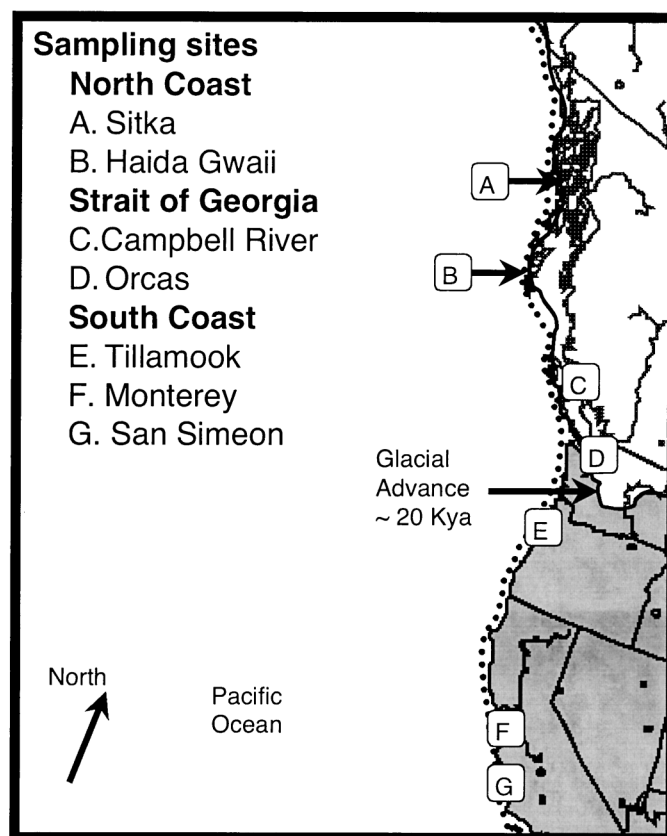 Sampling sites
North Coast
A. Sitka
B. Haida Gwaii
Strait of Georgia
C.Campbell River
D. Orcas
South Coast
E. Tillamook
F. Monterey
G. San Simeon
A
B
C
D
Glacial
Advance
~ 20 Kya
E
North
Pacific
Ocean
F
G